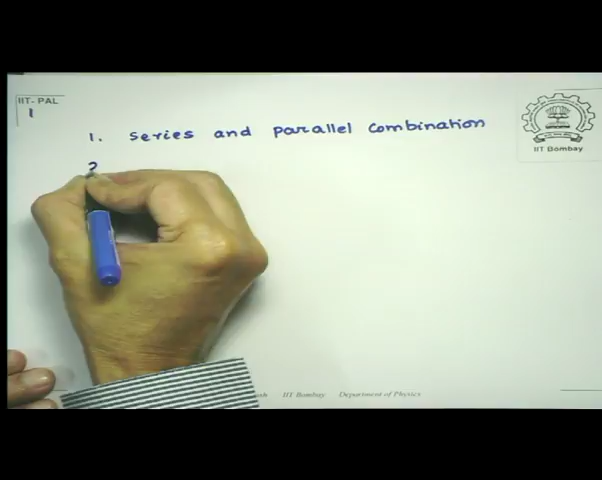 IIT- PAL
1
1. Series and parallel combination
IIT Bombay
2
IIT Bombay Department of Physics